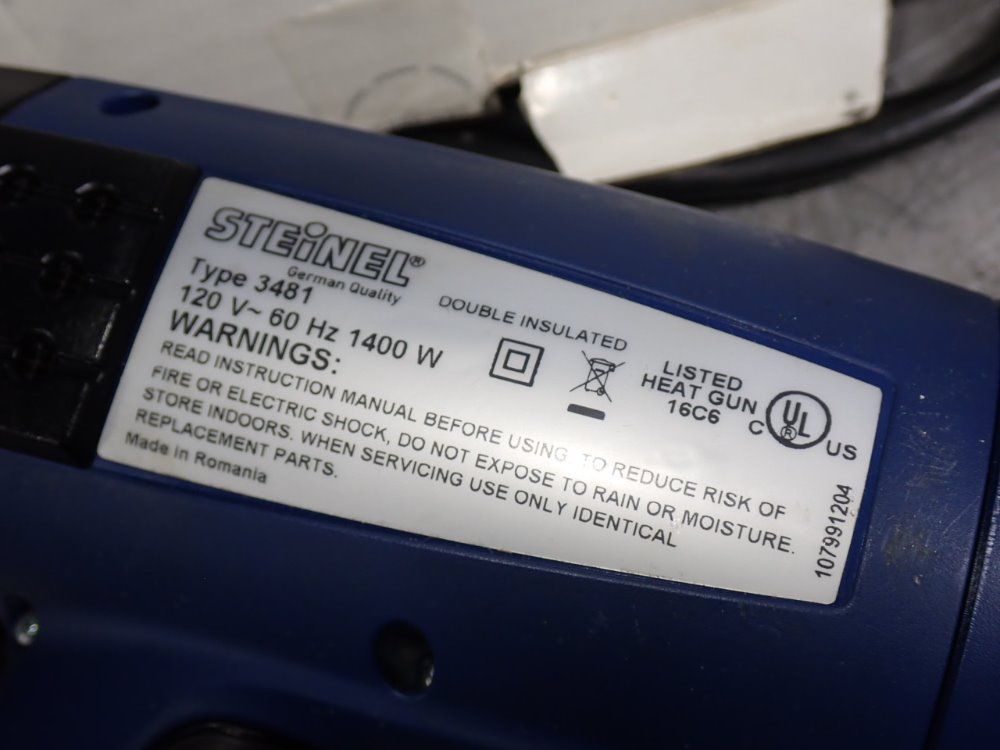 STEiNEL®
German Quality
Type 3481
120 V~ 60 Hz 1400 W
DOUBLE INSULATED
LISTED
HEAT GUN
16C6
C UL® US
WARNINGS:
READ INSTRUCTION MANUAL BEFORE USING. TO REDUCE RISK OF
FIRE OR ELECTRIC SHOCK, DO NOT EXPOSE TO RAIN OR MOISTURE.
STORE INDOORS. WHEN SERVICING USE ONLY IDENTICAL
REPLACEMENT PARTS.
Made in Romania
107991204